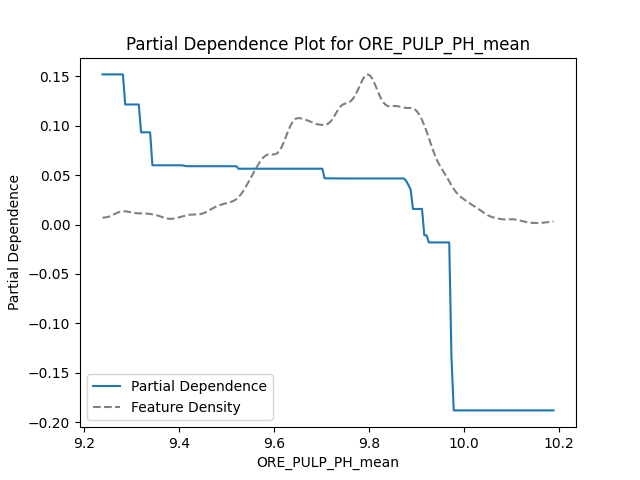 Partial Dependence Plot for ORE_PULP_PH_mean
Partial Dependence
0.15
0.10
0.05
0.00
−0.05
−0.10
−0.15
−0.20
Partial Dependence
Feature Density
9.2 9.4 9.6 9.8 10.0 10.2
ORE_PULP_PH_mean